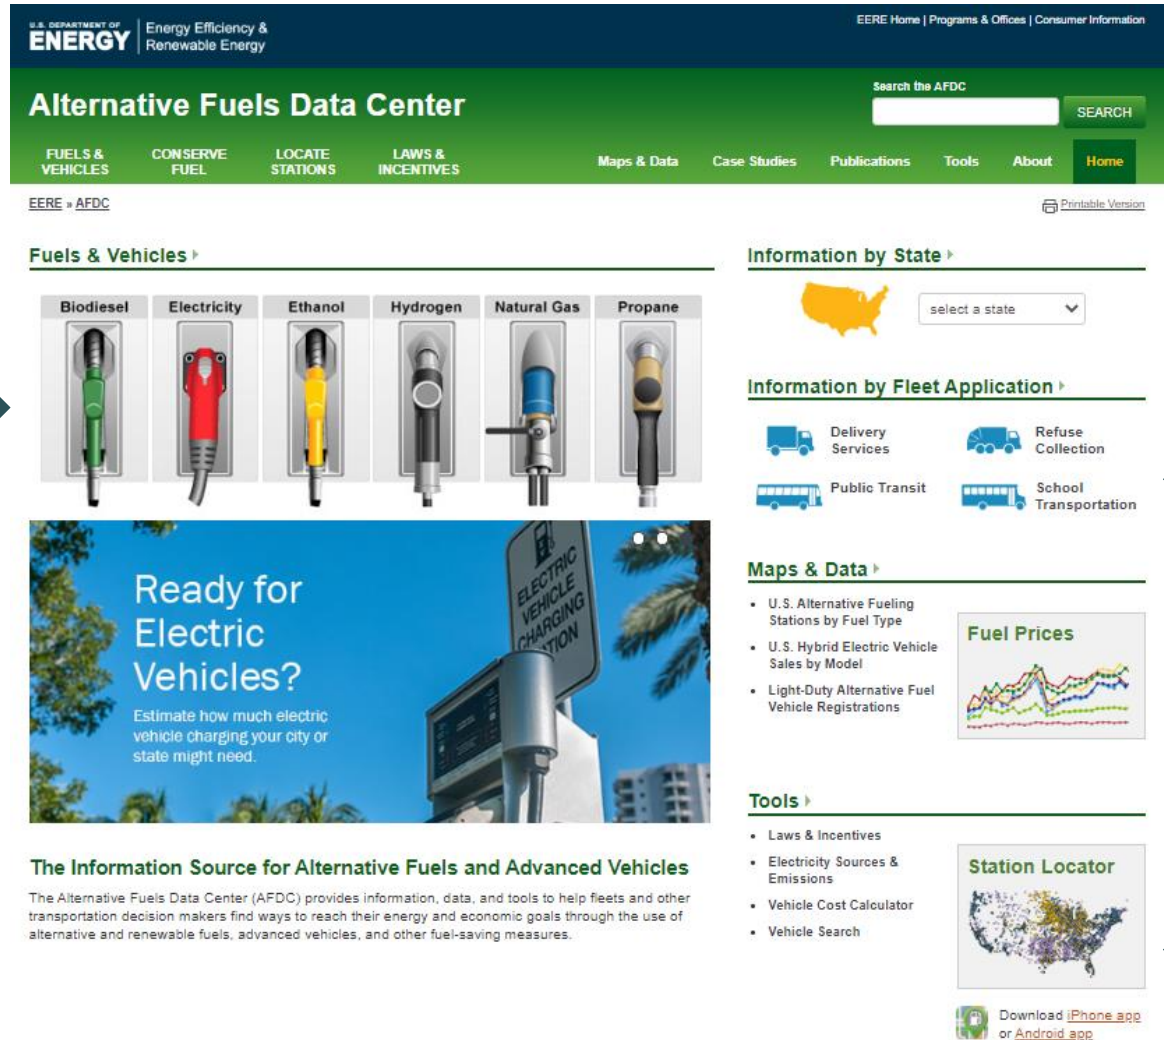 U.S. DEPARTMENT OF
ENERGY
Energy Efficiency &
Renewable Energy
EERE Home | Programs & Offices | Consumer Information
Alternative Fuels Data Center
Search the AFDC
SEARCH
FUELS &
VEHICLES
CONSERVE
FUEL
LOCATE
STATIONS
LAWS &
INCENTIVES
Maps & Data
Case Studies
Publications
Tools
About
Home
EERE » AFDC
Printable Version
Fuels & Vehicles
Biodiesel
Electricity
Ethanol
Hydrogen
Natural Gas
Propane
Ready for
Electric
Vehicles?
Estimate how much electric
vehicle charging your city or
state might need.
ELECTRIC
VEHICLE
CHARGING
STATION
The Information Source for Alternative Fuels and Advanced Vehicles
The Alternative Fuels Data Center (AFDC) provides information, data, and tools to help fleets and other
transportation decision makers find ways to reach their energy and economic goals through the use of
alternative and renewable fuels, advanced vehicles, and other fuel-saving measures.
Information by State
select a state
Information by Fleet Application
Delivery
Services
Refuse
Collection
Public Transit
School
Transportation
Maps & Data
• U.S. Alternative Fueling
Stations by Fuel Type
• U.S. Hybrid Electric Vehicle
Sales by Model
• Light-Duty Alternative Fuel
Vehicle Registrations
Fuel Prices
Tools
• Laws & Incentives
• Electricity Sources &
Emissions
• Vehicle Cost Calculator
• Vehicle Search
Station Locator
Download iPhone app
or Android app